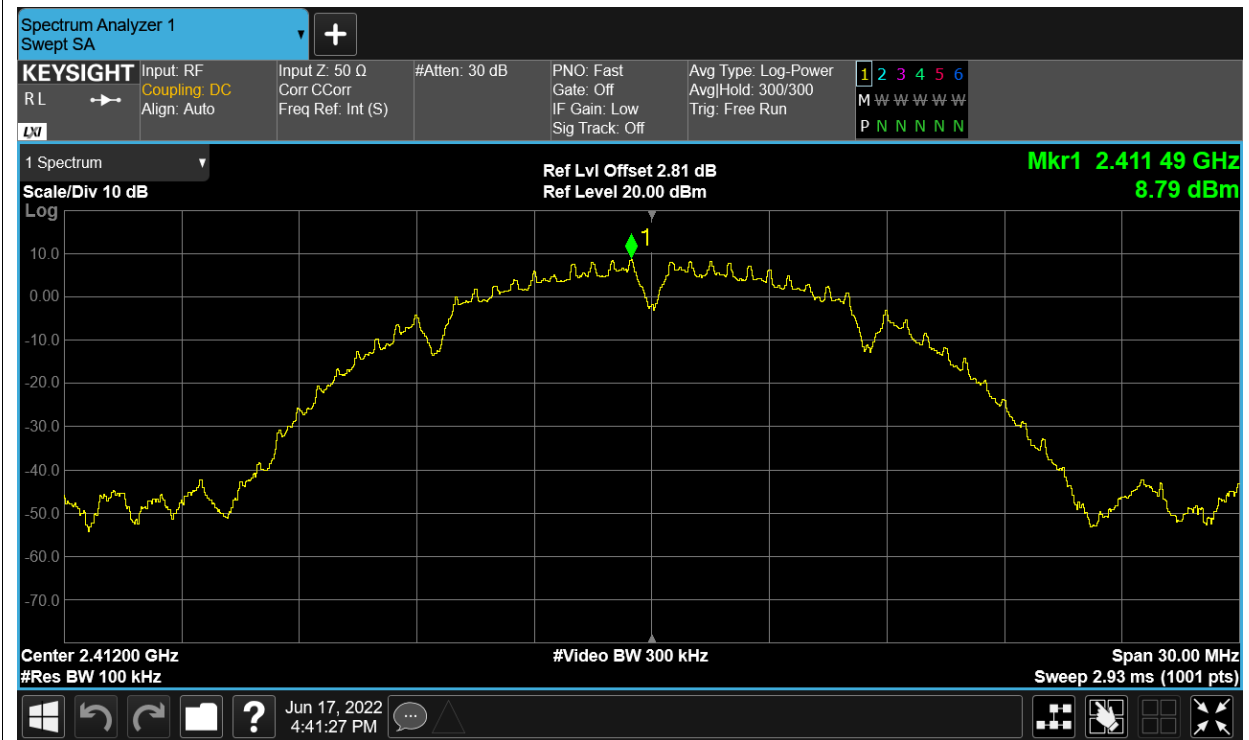 Spectrum Analyzer 1
Swept SA
▼
+
KEYSIGHT
R L
LXI
Input: RF
Coupling: DC
Align: Auto
Input Z: 50 Ω
Corr CCorr
Freq Ref: Int (S)
#Atten: 30 dB
PNO: Fast
Gate: Off
IF Gain: Low
Sig Track: Off
Avg Type: Log-Power
Avg|Hold: 300/300
Trig: Free Run
1 2 3 4 5 6
M W W W W W
P N N N N N
1 Spectrum ▼
Scale/Div 10 dB
Log
Ref Lvl Offset 2.81 dB
Ref Level 20.00 dBm
Mkr1 2.411 49 GHz
8.79 dBm
1
10.0
0.00
-10.0
-20.0
-30.0
-40.0
-50.0
-60.0
-70.0
Center 2.41200 GHz
#Res BW 100 kHz
#Video BW 300 kHz
Span 30.00 MHz
Sweep 2.93 ms (1001 pts)
?
Jun 17, 2022
4:41:27 PM